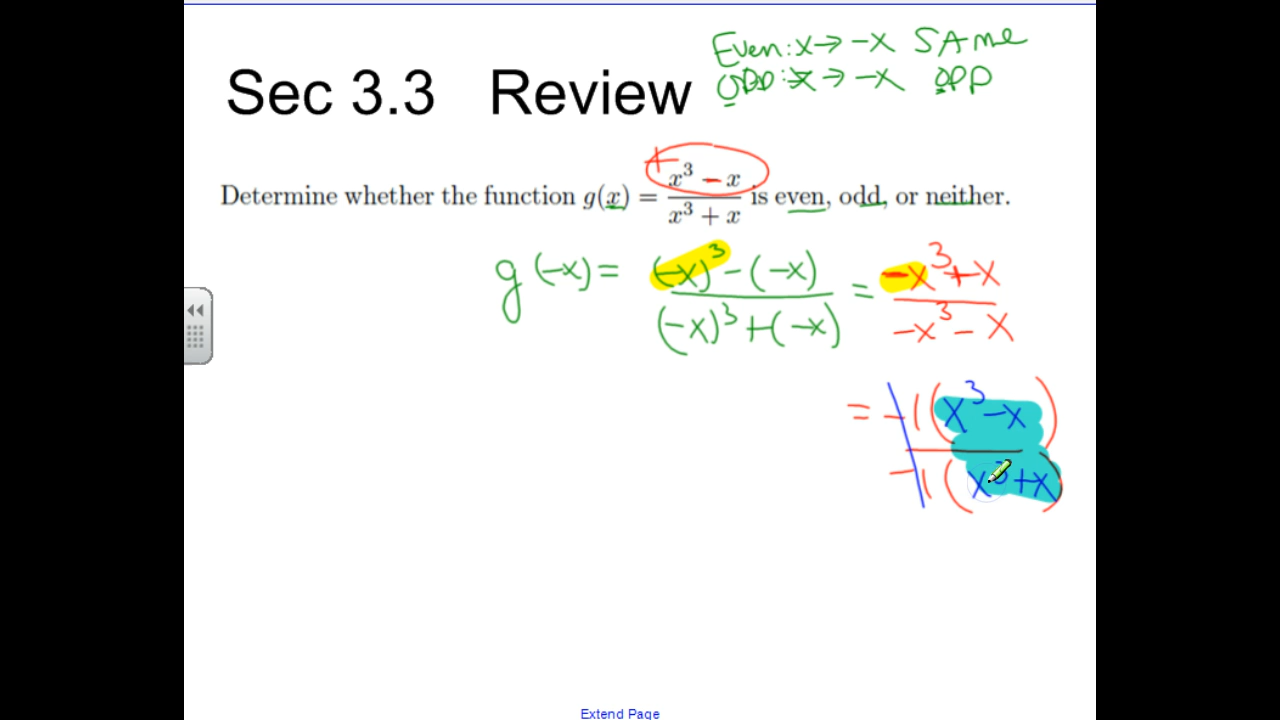 Even: x → -x SAme
ODD: x → -x OPP
Sec 3.3 Review
Determine whether the function g(x) = (x³ - x)/(x³ + x) is even, odd, or neither.
g(-x) = ((-x)³ - (-x))/((-x)³ + (-x)) = (-x³ + x)/(-x³ - x)
= -1(x³ - x)/-1(x³ + x)
Extend Page